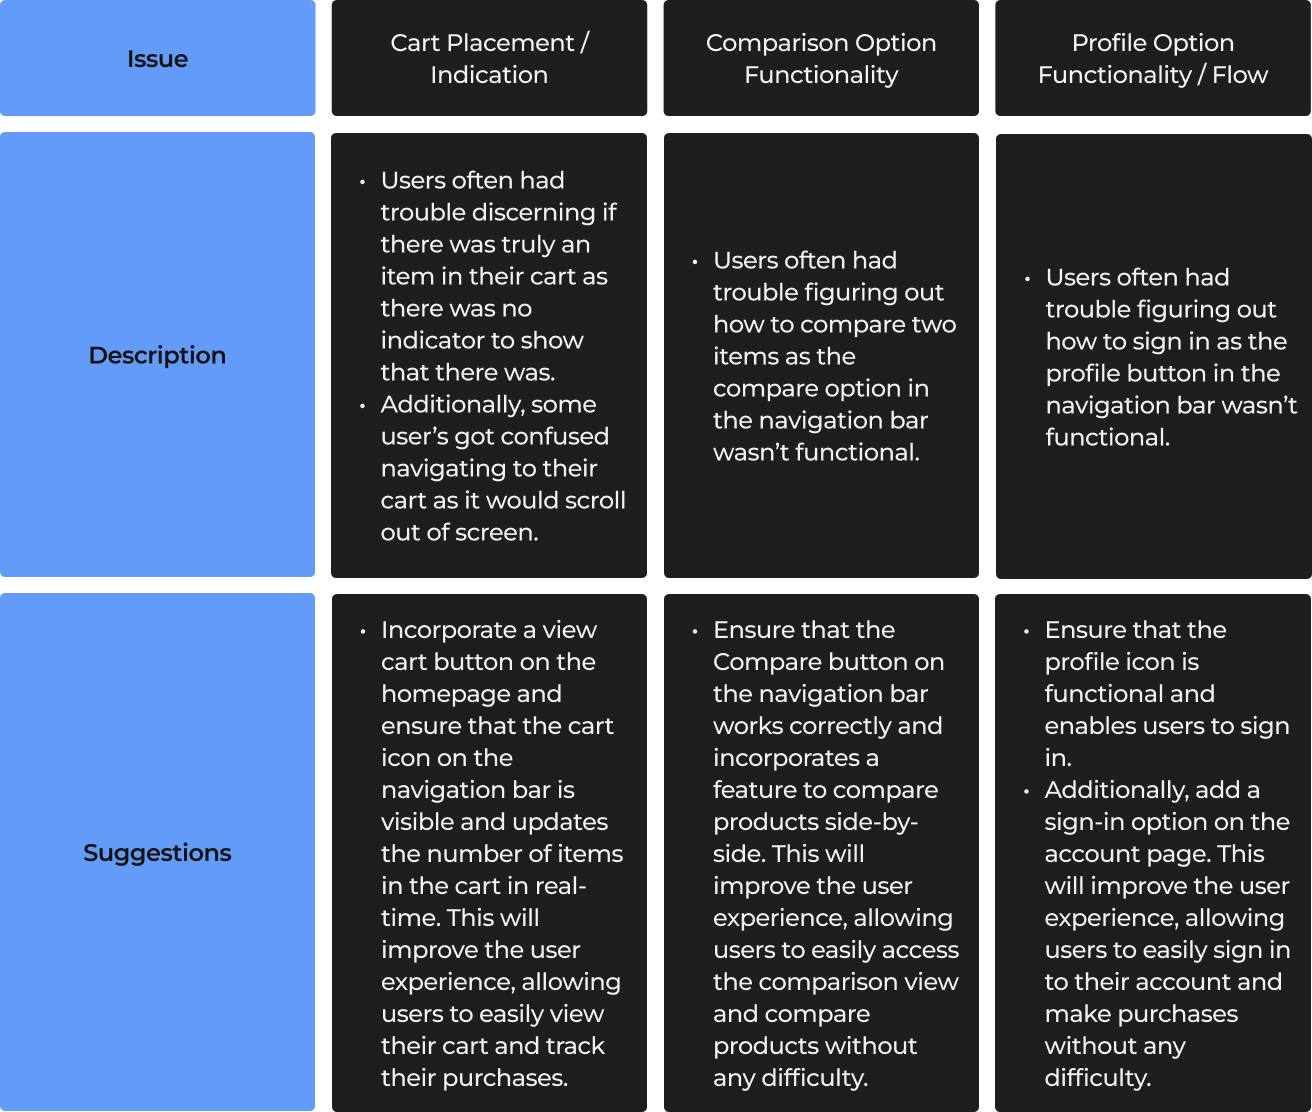 Issue
Cart Placement /
Indication
Comparison Option
Functionality
Profile Option
Functionality / Flow
Description
• Users often had
trouble discerning if
there was truly an
item in their cart as
there was no
indicator to show
that there was.
• Additionally, some
user’s got confused
navigating to their
cart as it would scroll
out of screen.
• Users often had
trouble figuring out
how to compare two
items as the
compare option in
the navigation bar
wasn’t functional.
• Users often had
trouble figuring out
how to sign in as the
profile button in the
navigation bar wasn’t
functional.
Suggestions
• Incorporate a view
cart button on the
homepage and
ensure that the cart
icon on the
navigation bar is
visible and updates
the number of items
in the cart in real-
time. This will
improve the user
experience, allowing
users to easily view
their cart and track
their purchases.
• Ensure that the
Compare button on
the navigation bar
works correctly and
incorporates a
feature to compare
products side-by-
side. This will
improve the user
experience, allowing
users to easily access
the comparison view
and compare
products without
any difficulty.
• Ensure that the
profile icon is
functional and
enables users to sign
in.
• Additionally, add a
sign-in option on the
account page. This
will improve the user
experience, allowing
users to easily sign in
to their account and
make purchases
without any
difficulty.